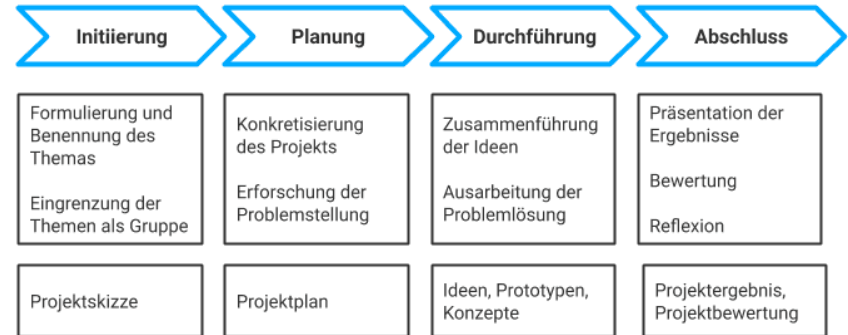 Initiierung
Planung
Durchführung
Abschluss
Formulierung und
Benennung des
Themas
Eingrenzung der
Themen als Gruppe
Konkretisierung
des Projekts
Erforschung der
Problemstellung
Zusammenführung
der Ideen
Ausarbeitung der
Problemlösung
Präsentation der
Ergebnisse
Bewertung
Reflexion
Projektskizze
Projektplan
Ideen, Prototypen,
Konzepte
Projektergebnis,
Projektbewertung